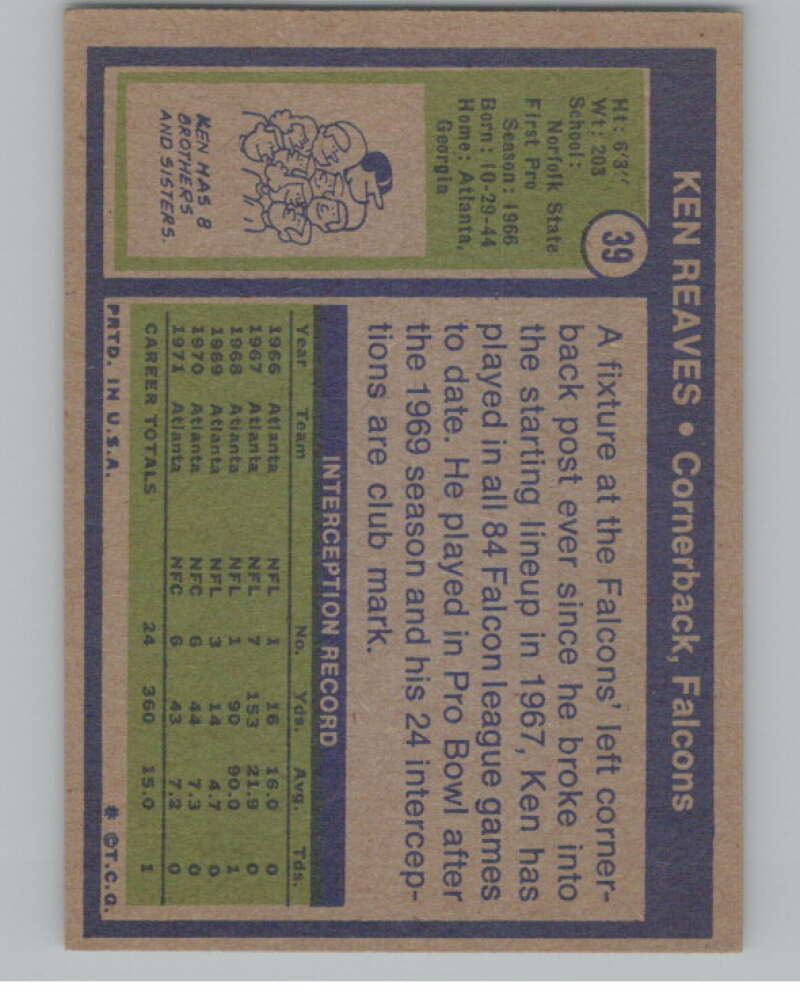 KEN REAVES • Cornerback, Falcons
39
Ht: 6'3"
Wt: 203
School:
Norfolk State
First Pro
Season: 1966
Born: 10-29-44
Home: Atlanta,
Georgia
KEN HAS 8
BROTHERS
AND SISTERS.
A fixture at the Falcons' left corner-
back post ever since he broke into
the starting lineup in 1967, Ken has
played in all 84 Falcon league games
to date. He played in Pro Bowl after
the 1969 season and his 24 intercep-
tions are club mark.
INTERCEPTION RECORD
Year Team No. Yds. Avg. Tds.
1966 Atlanta NFL 1 16 16.0 0
1967 Atlanta NFL 7 153 21.9 0
1968 Atlanta NFL 1 90 90.0 1
1969 Atlanta NFL 3 14 4.7 0
1970 Atlanta NFC 6 44 7.3 0
1971 Atlanta NFC 6 43 7.2 0
CAREER TOTALS 24 360 15.0 1
PRTD. IN U.S.A. * ©T.C.G.